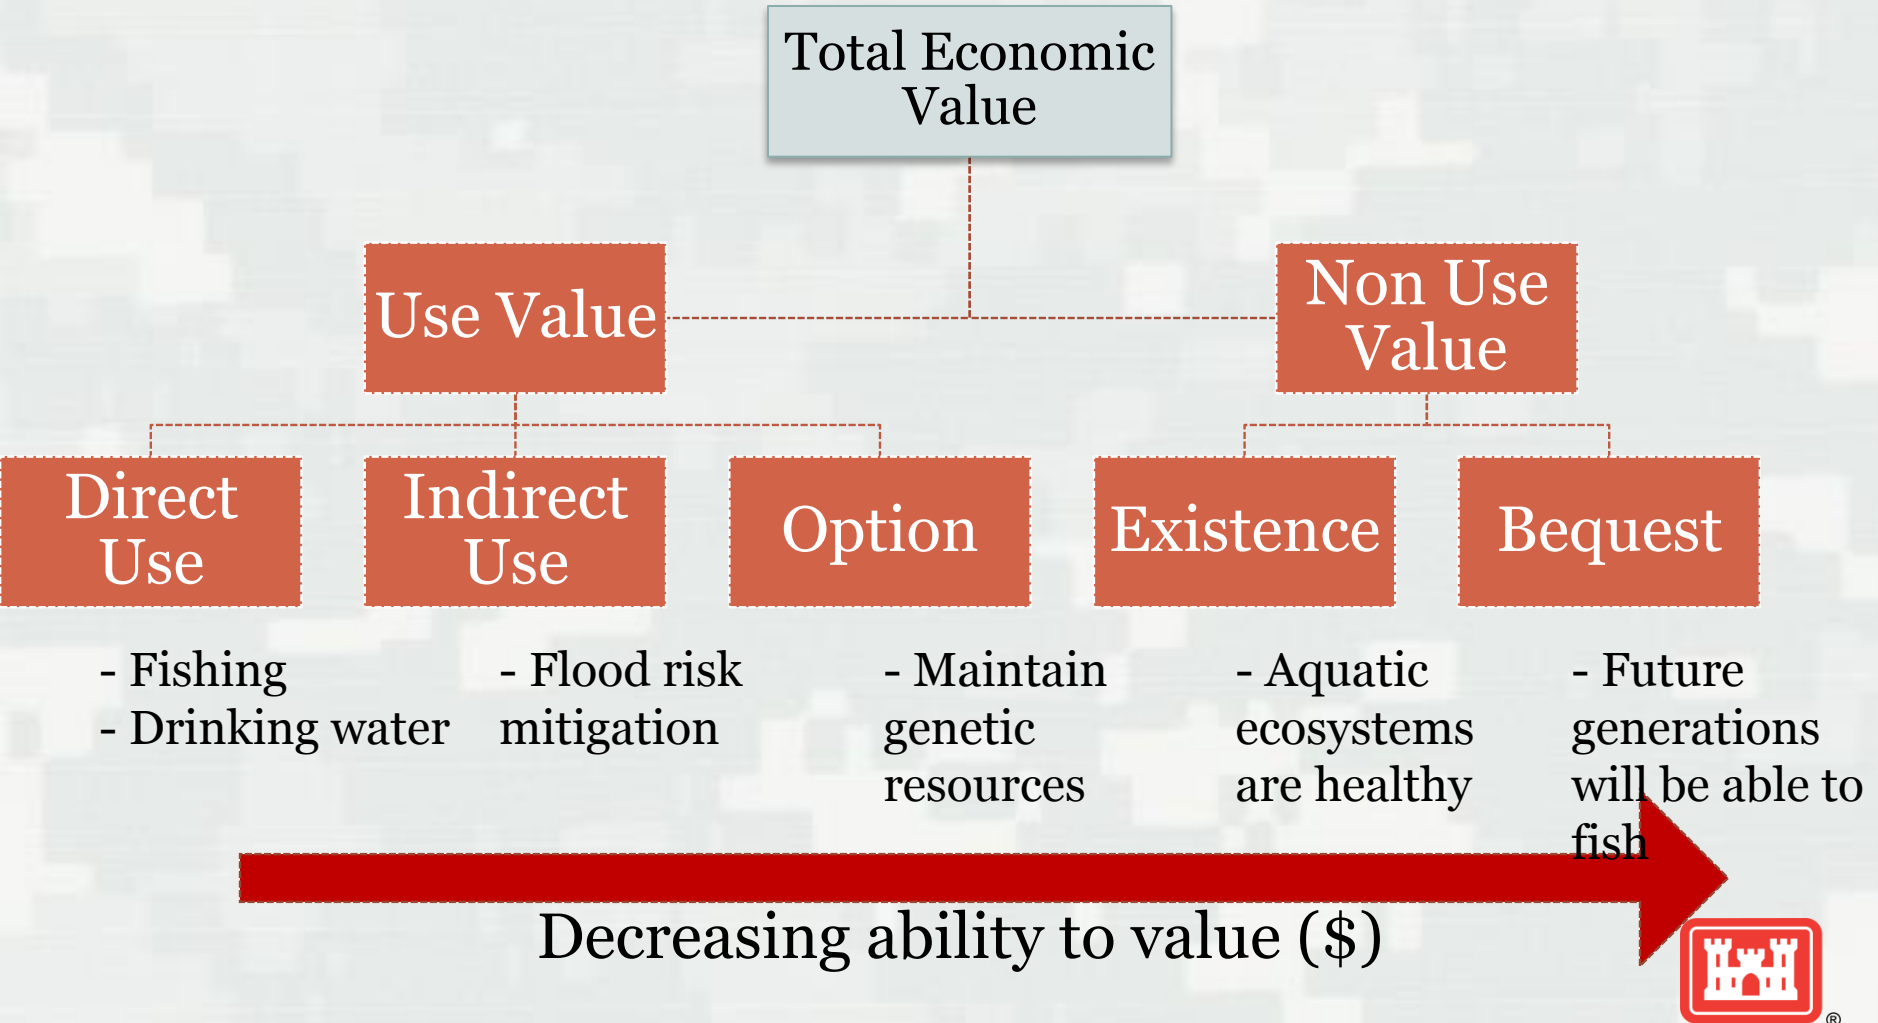 Total Economic
Value
Use Value
Non Use
Value
Direct
Use
Indirect
Use
Option
Existence
Bequest
- Fishing
- Drinking water
- Flood risk
mitigation
- Maintain
genetic
resources
- Aquatic
ecosystems
are healthy
- Future
generations
will be able to
fish
Decreasing ability to value ($)
®